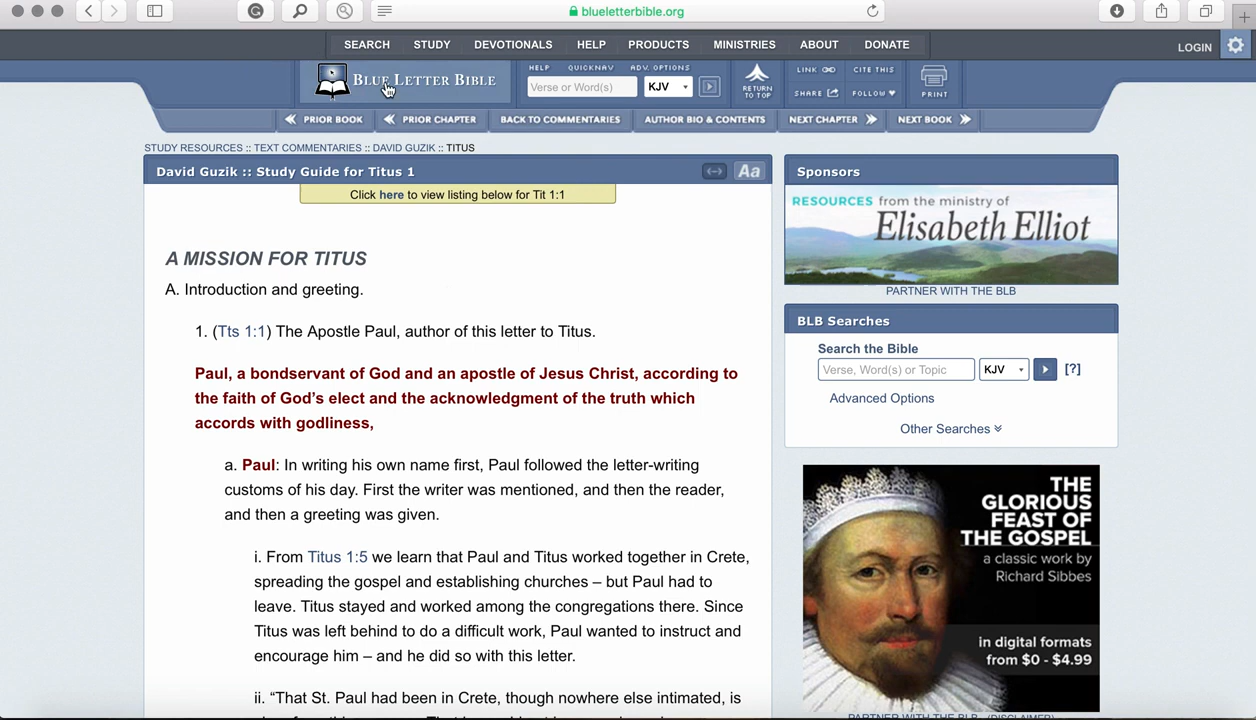 blueletterbible.org
SEARCH STUDY DEVOTIONALS HELP PRODUCTS MINISTRIES ABOUT DONATE
LOGIN
BLUE LETTER BIBLE
HELP QUICKNAV ADV. OPTIONS
Verse or Word(s) KJV
RETURN
TO TOP
LINK CITE THIS
SHARE FOLLOW
PRINT
PRIOR BOOK PRIOR CHAPTER BACK TO COMMENTARIES AUTHOR BIO & CONTENTS NEXT CHAPTER NEXT BOOK
STUDY RESOURCES :: TEXT COMMENTARIES :: DAVID GUZIK :: TITUS
David Guzik :: Study Guide for Titus 1
Aa
Click here to view listing below for Tit 1:1
A MISSION FOR TITUS
A. Introduction and greeting.
1. (Tts 1:1) The Apostle Paul, author of this letter to Titus.
Paul, a bondservant of God and an apostle of Jesus Christ, according to
the faith of God’s elect and the acknowledgment of the truth which
accords with godliness,
a. Paul: In writing his own name first, Paul followed the letter-writing
customs of his day. First the writer was mentioned, and then the reader,
and then a greeting was given.
i. From Titus 1:5 we learn that Paul and Titus worked together in Crete,
spreading the gospel and establishing churches – but Paul had to
leave. Titus stayed and worked among the congregations there. Since
Titus was left behind to do a difficult work, Paul wanted to instruct and
encourage him – and he did so with this letter.
ii. “That St. Paul had been in Crete, though nowhere else intimated, is
Sponsors
RESOURCES from the ministry of
Elisabeth Elliot
PARTNER WITH THE BLB
BLB Searches
Search the Bible
Verse, Word(s) or Topic KJV [?]
Advanced Options
Other Searches
THE
GLORIOUS
FEAST OF
THE GOSPEL
a classic work by
Richard Sibbes
in digital formats
from $0 - $4.99
PARTNER WITH THE BLB (DISCLAIMER)